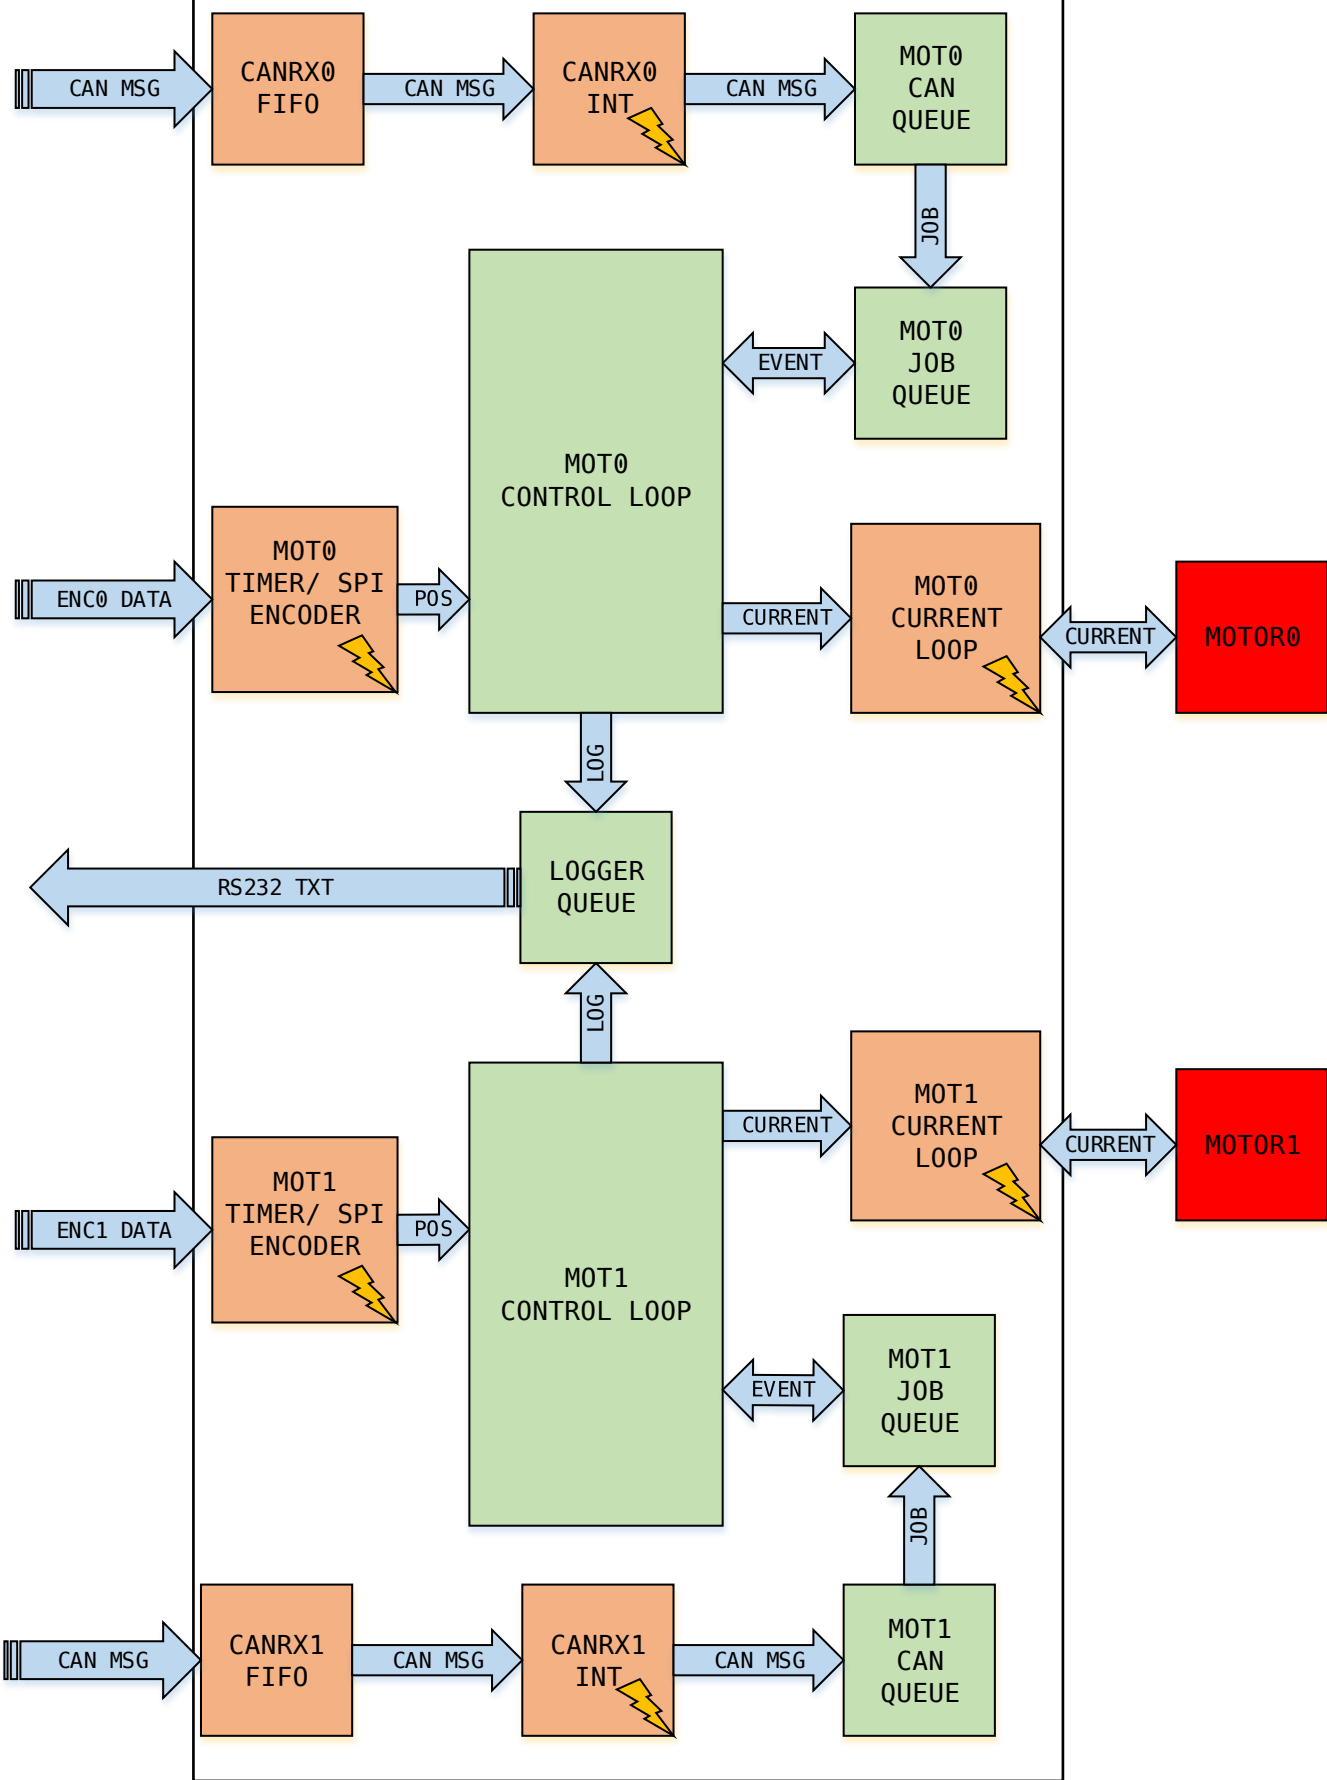 CAN MSG
CANRX0
FIFO
CAN MSG
CANRX0
INT
CAN MSG
MOT0
CAN
QUEUE
JOB
MOT0
JOB
QUEUE
EVENT
MOT0
CONTROL LOOP
ENC0 DATA
MOT0
TIMER/ SPI
ENCODER
POS
CURRENT
MOT0
CURRENT
LOOP
CURRENT
MOTOR0
LOG
LOGGER
QUEUE
RS232 TXT
LOG
MOT1
CONTROL LOOP
CURRENT
MOT1
CURRENT
LOOP
CURRENT
MOTOR1
ENC1 DATA
MOT1
TIMER/ SPI
ENCODER
POS
EVENT
MOT1
JOB
QUEUE
JOB
CAN MSG
CANRX1
FIFO
CAN MSG
CANRX1
INT
CAN MSG
MOT1
CAN
QUEUE